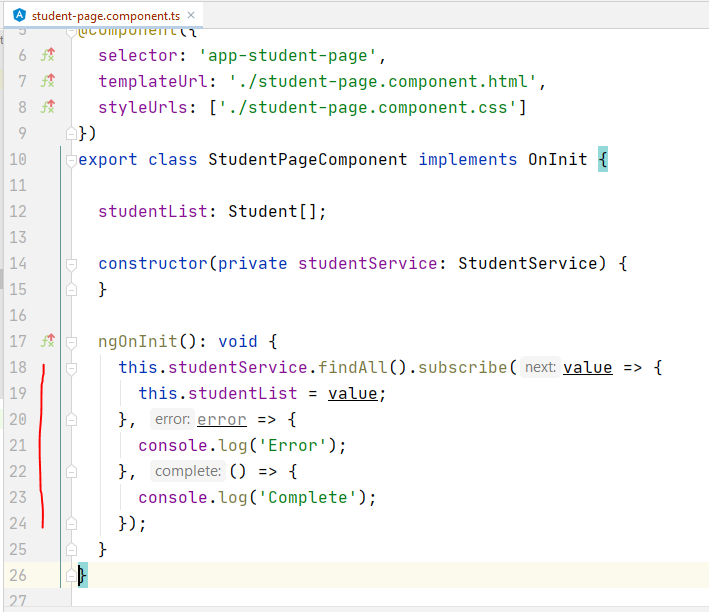 student-page.component.ts
5 @Component({
6 selector: 'app-student-page',
7 templateUrl: './student-page.component.html',
8 styleUrls: ['./student-page.component.css']
9 })
10 export class StudentPageComponent implements OnInit {
11
12 studentList: Student[];
13
14 constructor(private studentService: StudentService) {
15 }
16
17 ngOnInit(): void {
18 this.studentService.findAll().subscribe( next: value => {
19 this.studentList = value;
20 }, error: error => {
21 console.log('Error');
22 }, complete: () => {
23 console.log('Complete');
24 });
25 }
26 }
27